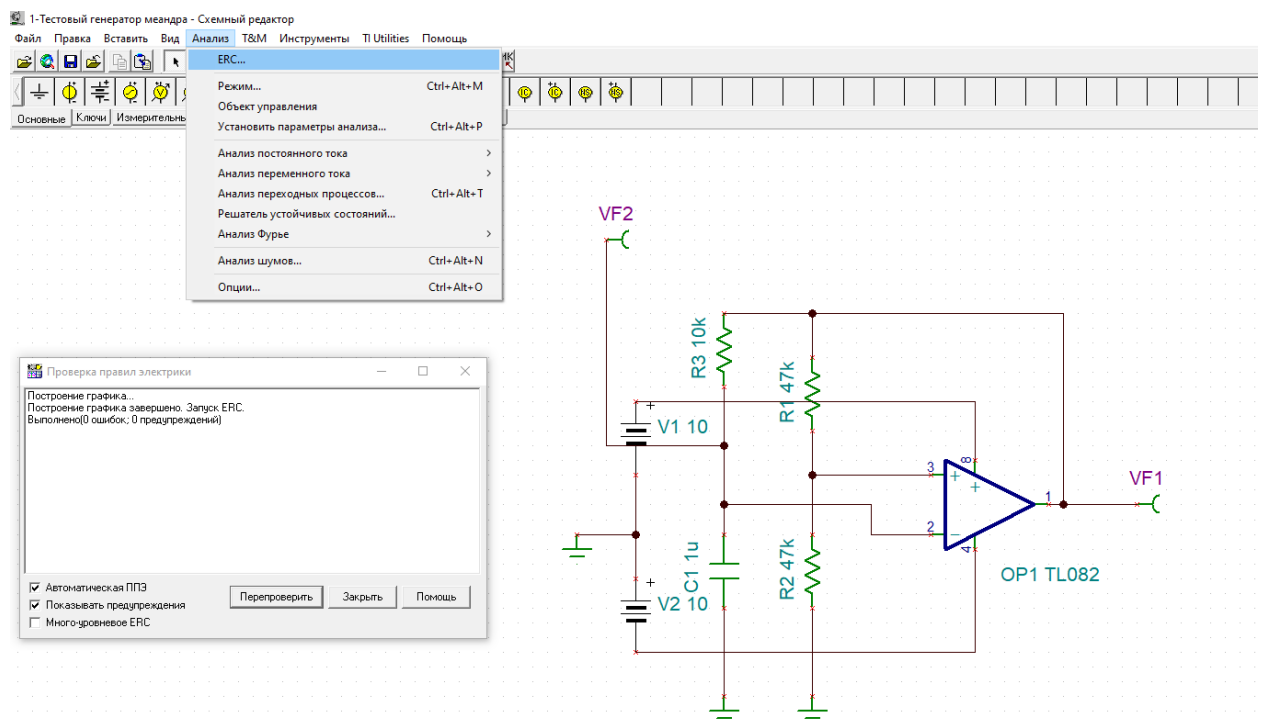 1-Тестовый генератор меандра - Схемный редактор
Файл Правка Вставить Вид Анализ T&M Инструменты TI Utilities Помощь
ERC...
Основные Ключи
Режим... Ctrl+Alt+M
Объект управления
Установить параметры анализа... Ctrl+Alt+P
Анализ постоянного тока
Анализ переменного тока
Анализ переходных процессов... Ctrl+Alt+T
Решатель устойчивых состояний...
Анализ Фурье
Анализ шумов... Ctrl+Alt+N
Опции... Ctrl+Alt+O
Проверка правил электрики
Построение графика...
Построение графика завершено. Запуск ERC.
Выполнено(0 ошибок; 0 предупреждений)
Автоматическая ППЭ
Показывать предупреждения
Много-уровневое ERC
Перепроверить Закрыть Помощь
VF2
R3 10k
R1 47k
+
V1 10
8
3
+
+
1
VF1
2
-
4
C1 1u
R2 47k
OP1 TL082
+
V2 10